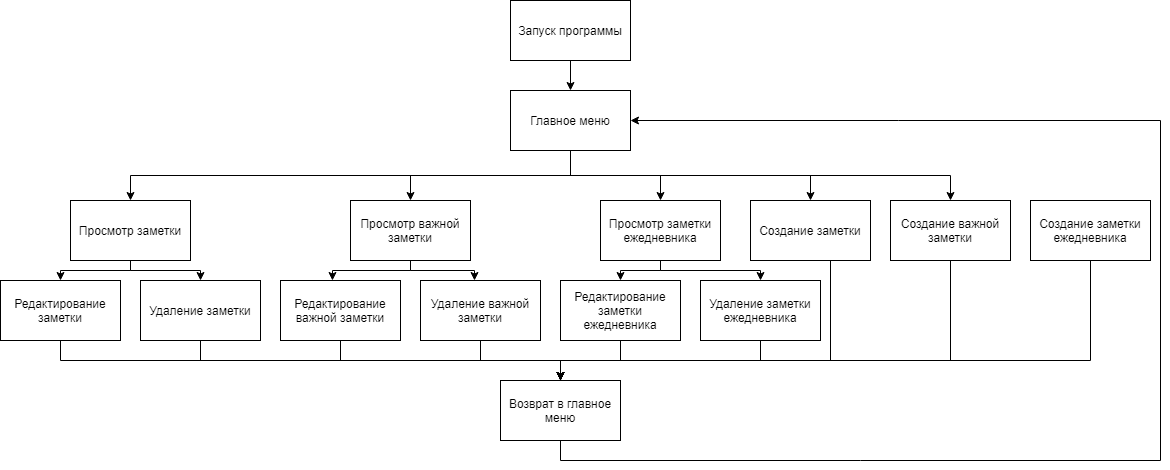 Запуск программы
Главное меню
Просмотр заметки
Просмотр важной
заметки
Просмотр заметки
ежедневника
Создание заметки
Создание важной
заметки
Создание заметки
ежедневника
Редактирование
заметки
Удаление заметки
Редактирование
важной заметки
Удаление важной
заметки
Редактирование
заметки
ежедневника
Удаление заметки
ежедневника
Возврат в главное
меню